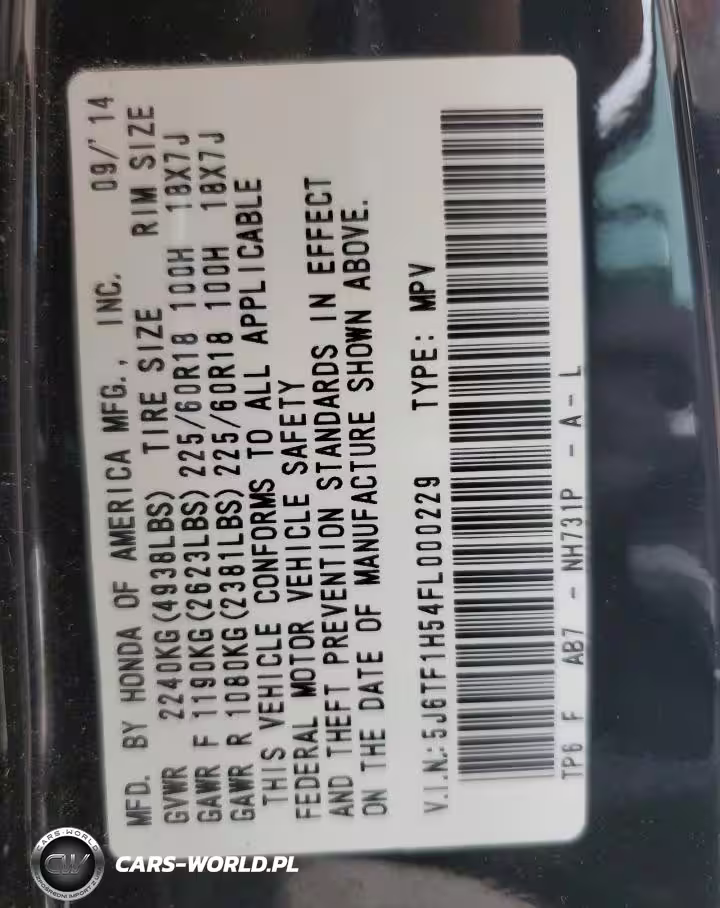 MFD. BY HONDA OF AMERICA MFG., INC. 09/'14
GVWR 2240KG(4938LBS) TIRE SIZE RIM SIZE
GAWR F 1190KG(2623LBS) 225/60R18 100H 18X7J
GAWR R 1080KG(2381LBS) 225/60R18 100H 18X7J
THIS VEHICLE CONFORMS TO ALL APPLICABLE
FEDERAL MOTOR VEHICLE SAFETY
AND THEFT PREVENTION STANDARDS IN EFFECT
ON THE DATE OF MANUFACTURE SHOWN ABOVE.
V.I.N.:5J6TF1H54FL000229 TYPE: MPV
TP6 F AB7 - NH731P - A - L
CARS-WORLD
CW
CARS-WORLD.PL